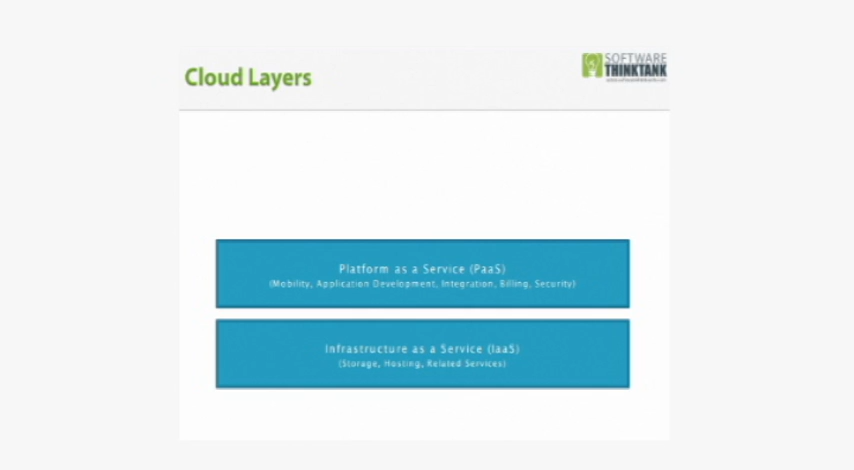 Cloud Layers
SOFTWARE
THINKTANK
Platform as a Service (PaaS)
(Mobility, Application Development, Integration, Billing, Security)
Infrastructure as a Service (IaaS)
(Storage, Hosting, Related Services)